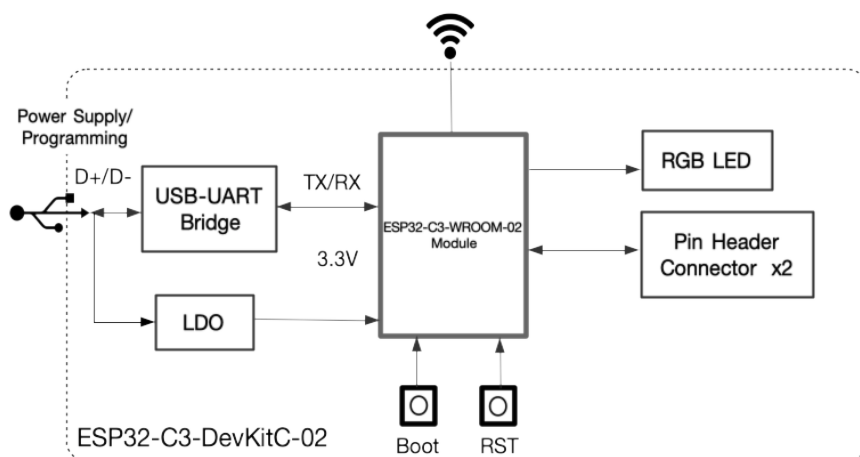 Power Supply/
Programming
D+/D-
USB-UART
Bridge
TX/RX
3.3V
LDO
ESP32-C3-WROOM-02
Module
RGB LED
Pin Header
Connector x2
Boot
RST
ESP32-C3-DevKitC-02